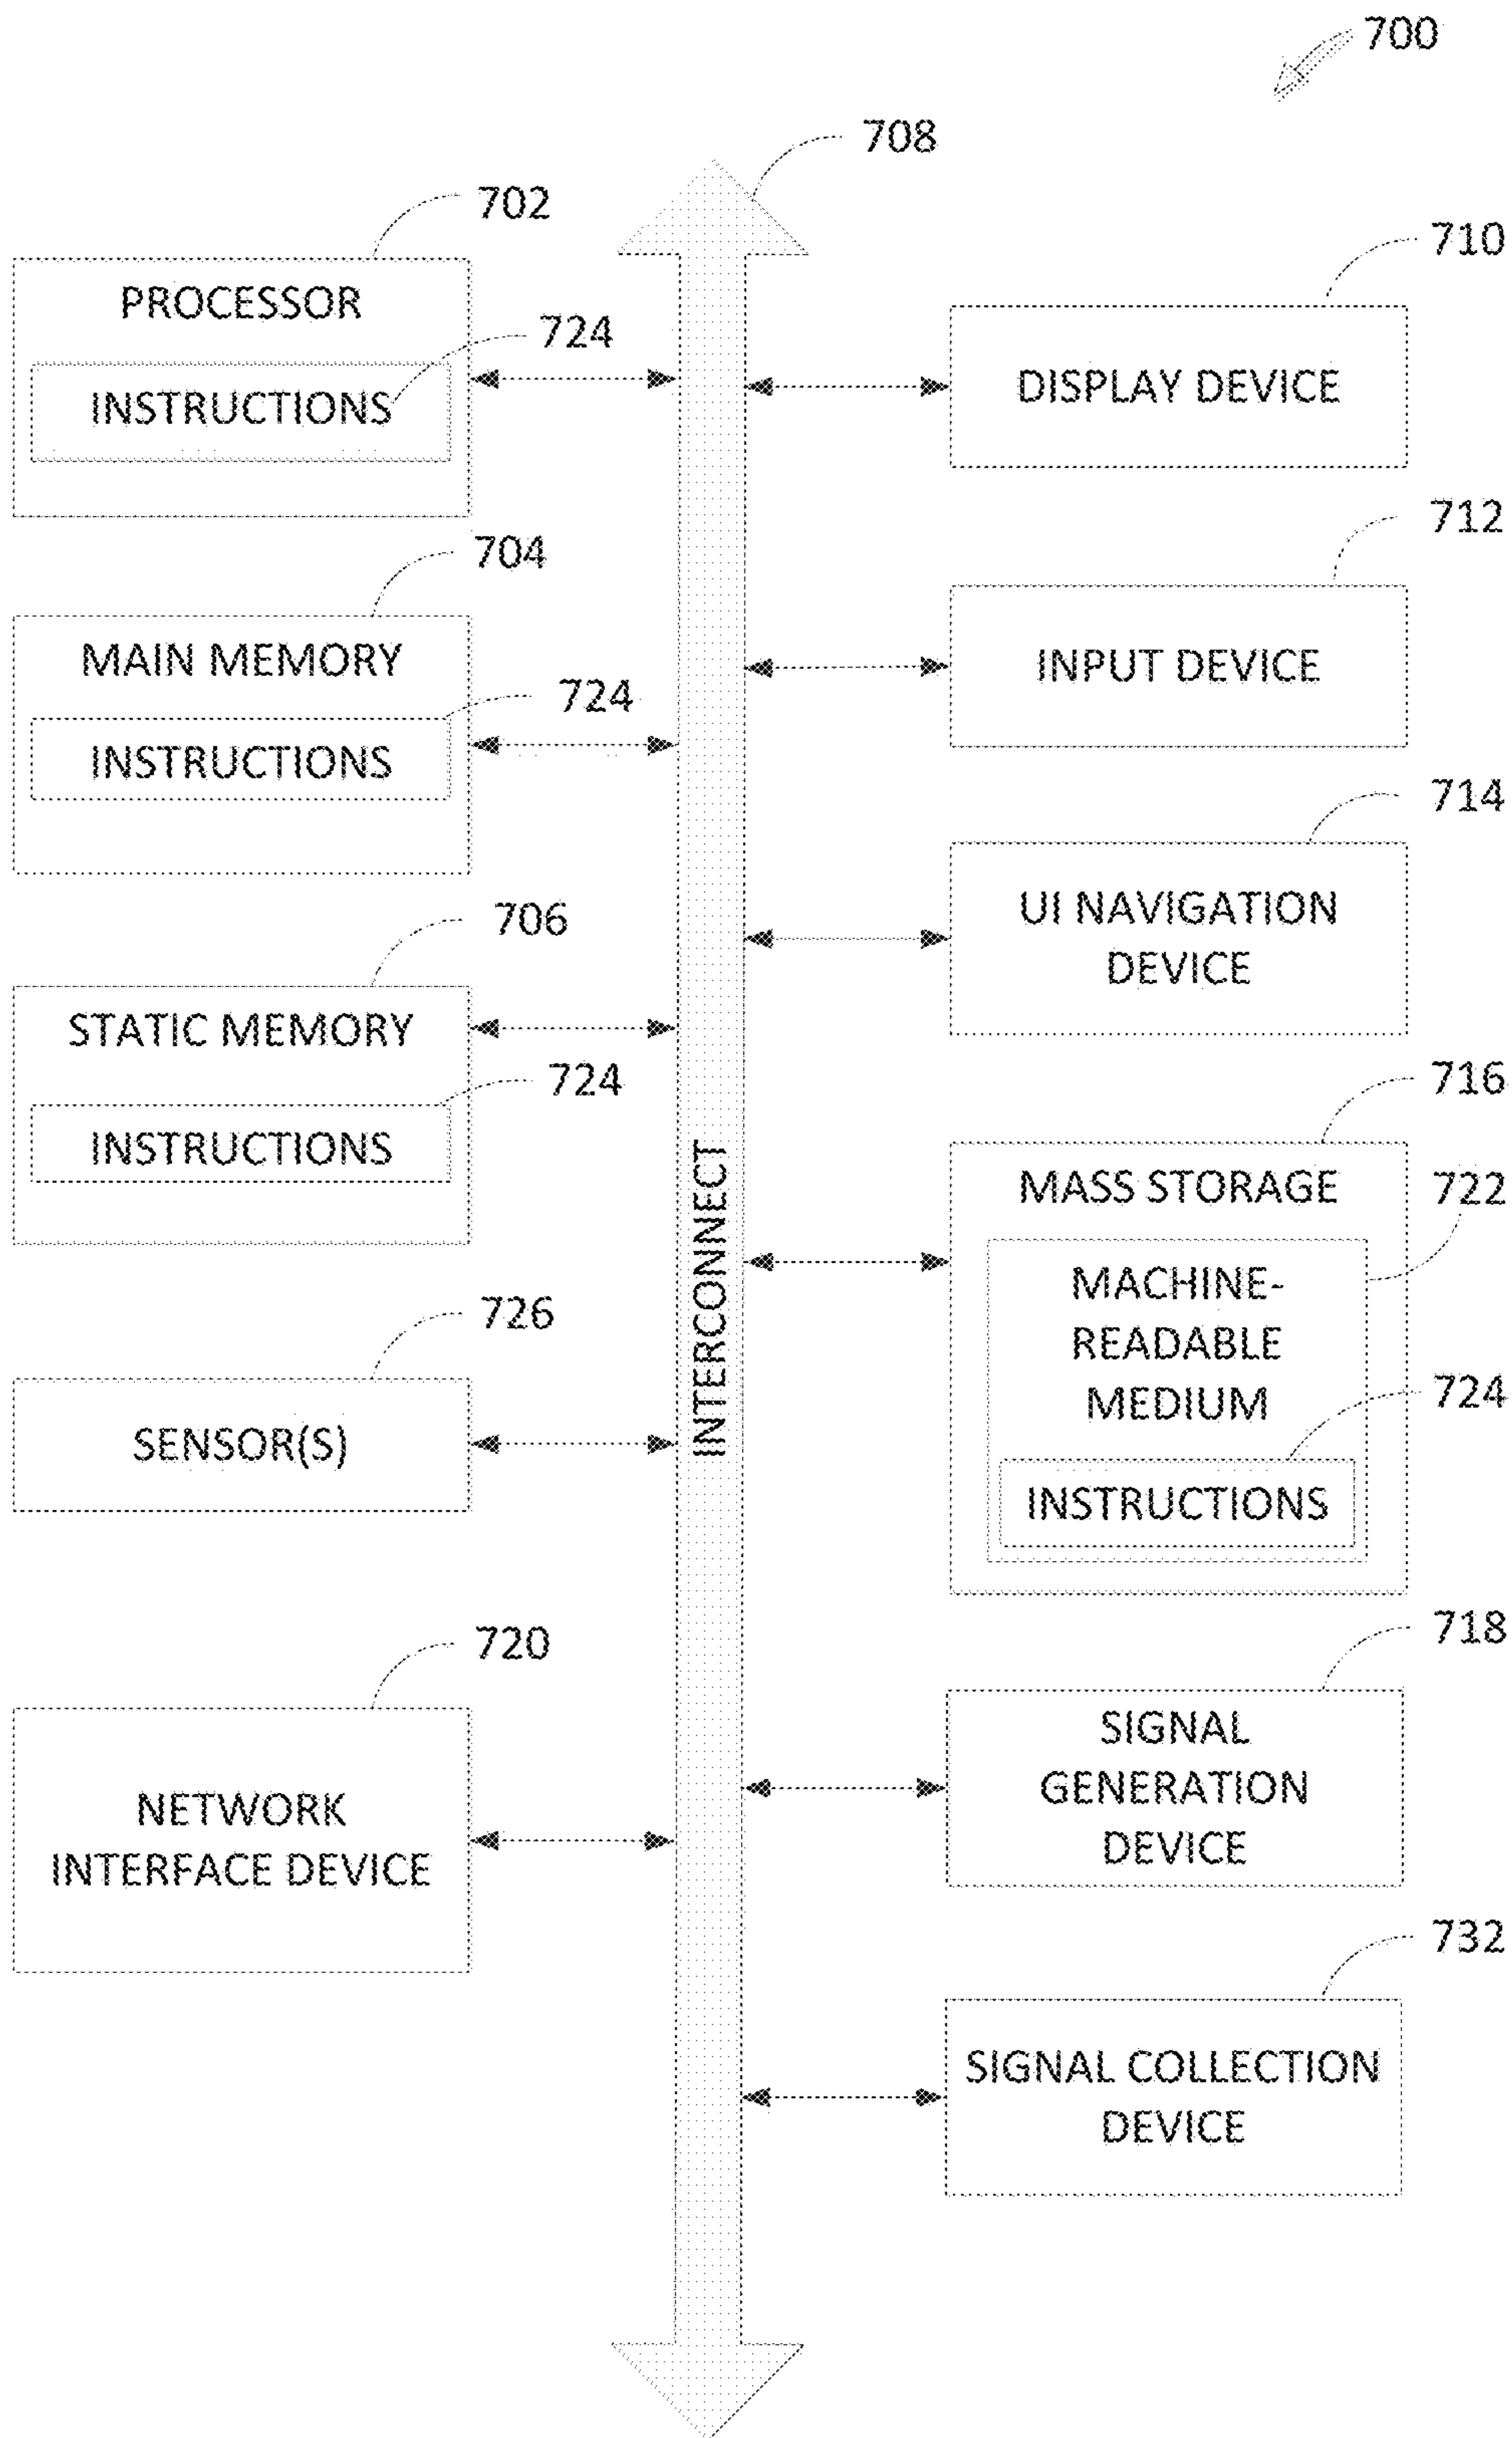 700
708
702
PROCESSOR
724
INSTRUCTIONS
704
MAIN MEMORY
724
INSTRUCTIONS
706
STATIC MEMORY
724
INSTRUCTIONS
726
SENSOR(S)
720
NETWORK
INTERFACE DEVICE
INTERCONNECT
710
DISPLAY DEVICE
712
INPUT DEVICE
714
UI NAVIGATION
DEVICE
716
MASS STORAGE
722
MACHINE-
READABLE
MEDIUM
724
INSTRUCTIONS
718
SIGNAL
GENERATION
DEVICE
732
SIGNAL COLLECTION
DEVICE